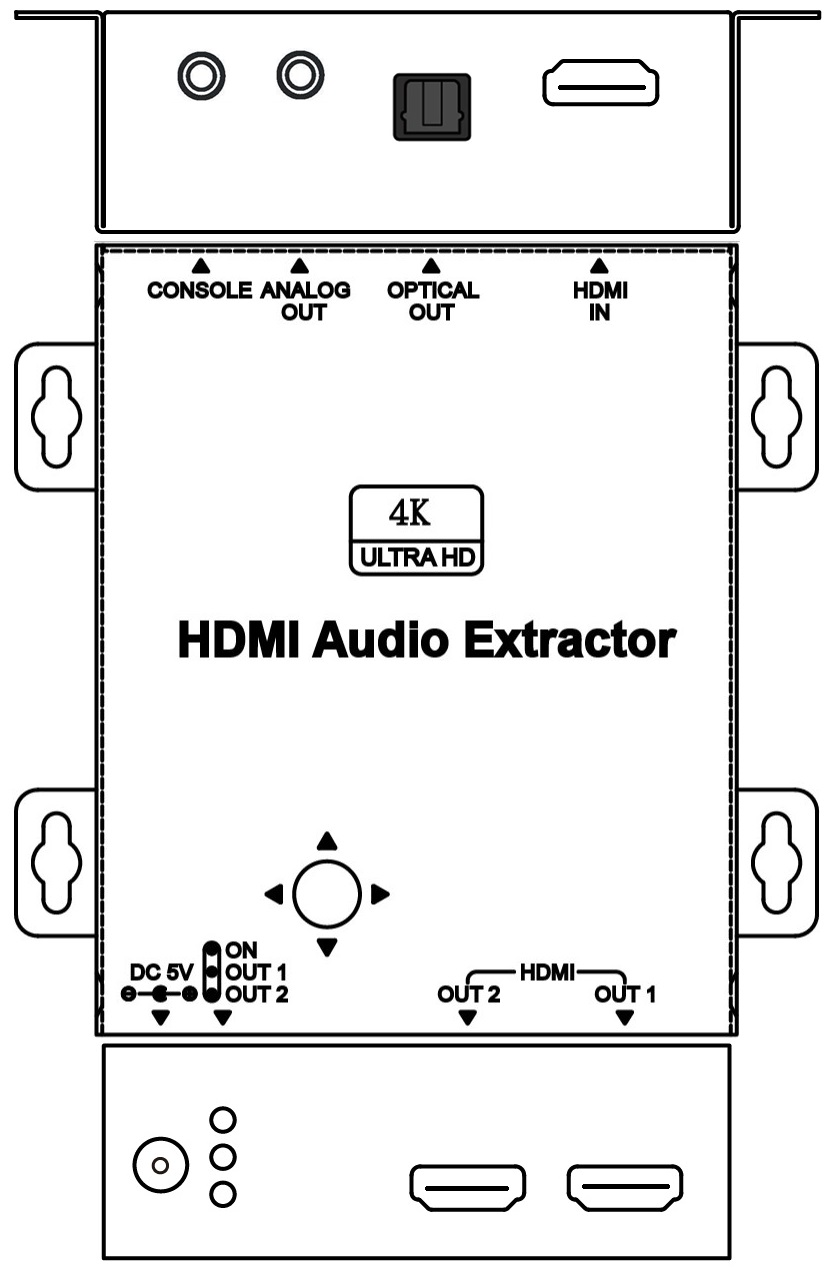 CONSOLE ANALOG OUT OPTICAL OUT HDMI IN
4K
ULTRA HD
HDMI Audio Extractor
ON
DC 5V OUT 1 HDMI
OUT 2 OUT 2 OUT 1